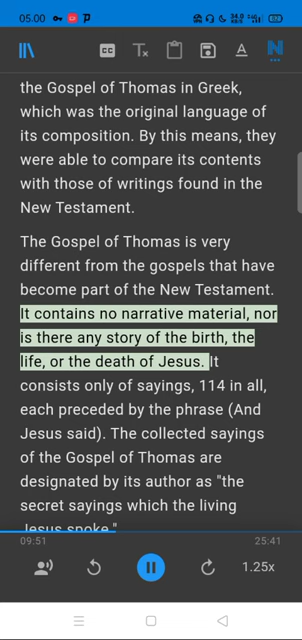 05.00
CC
the Gospel of Thomas in Greek,
which was the original language of
its composition. By this means, they
were able to compare its contents
with those of writings found in the
New Testament.
The Gospel of Thomas is very
different from the gospels that have
become part of the New Testament.
It contains no narrative material, nor
is there any story of the birth, the
life, or the death of Jesus. It
consists only of sayings, 114 in all,
each preceded by the phrase (And
Jesus said). The collected sayings
of the Gospel of Thomas are
designated by its author as "the
secret sayings which the living
Jesus spoke."
09:51
25:41
1.25x